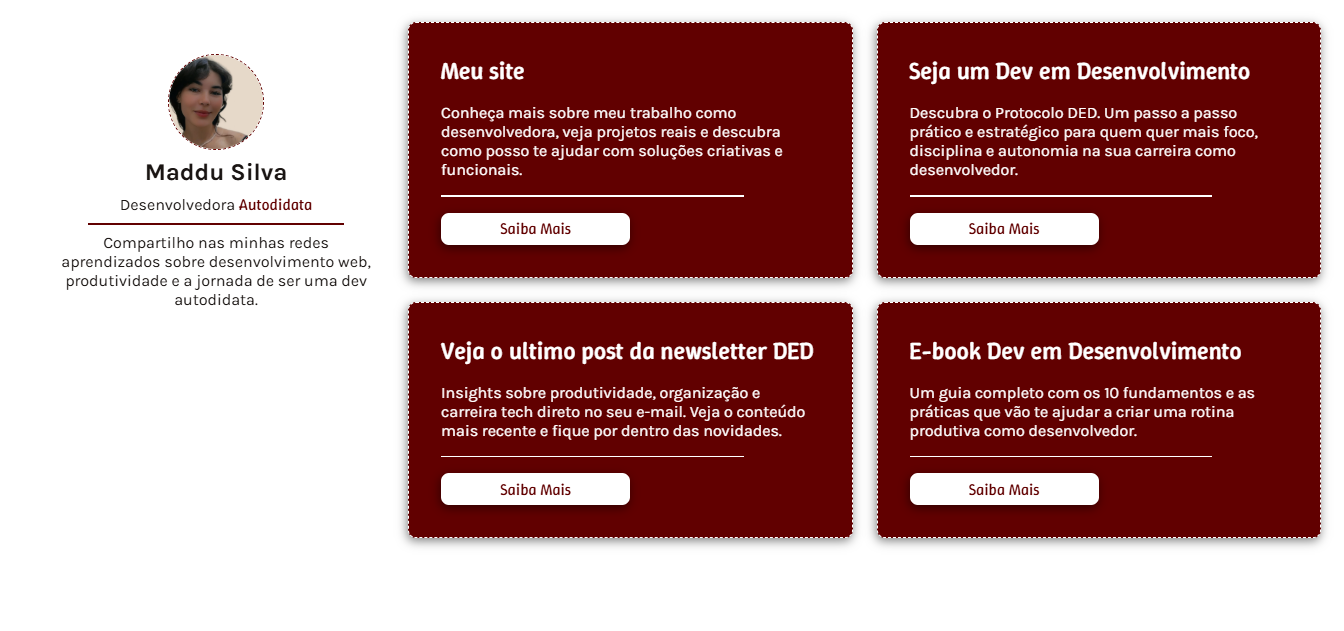 Maddu Silva
Desenvolvedora Autodidata
Compartilho nas minhas redes
aprendizados sobre desenvolvimento web,
produtividade e a jornada de ser uma dev
autodidata.
Meu site
Conheça mais sobre meu trabalho como
desenvolvedora, veja projetos reais e descubra
como posso te ajudar com soluções criativas e
funcionais.
Saiba Mais
Seja um Dev em Desenvolvimento
Descubra o Protocolo DED. Um passo a passo
prático e estratégico para quem quer mais foco,
disciplina e autonomia na sua carreira como
desenvolvedor.
Saiba Mais
Veja o ultimo post da newsletter DED
Insights sobre produtividade, organização e
carreira tech direto no seu e-mail. Veja o conteúdo
mais recente e fique por dentro das novidades.
Saiba Mais
E-book Dev em Desenvolvimento
Um guia completo com os 10 fundamentos e as
práticas que vão te ajudar a criar uma rotina
produtiva como desenvolvedor.
Saiba Mais